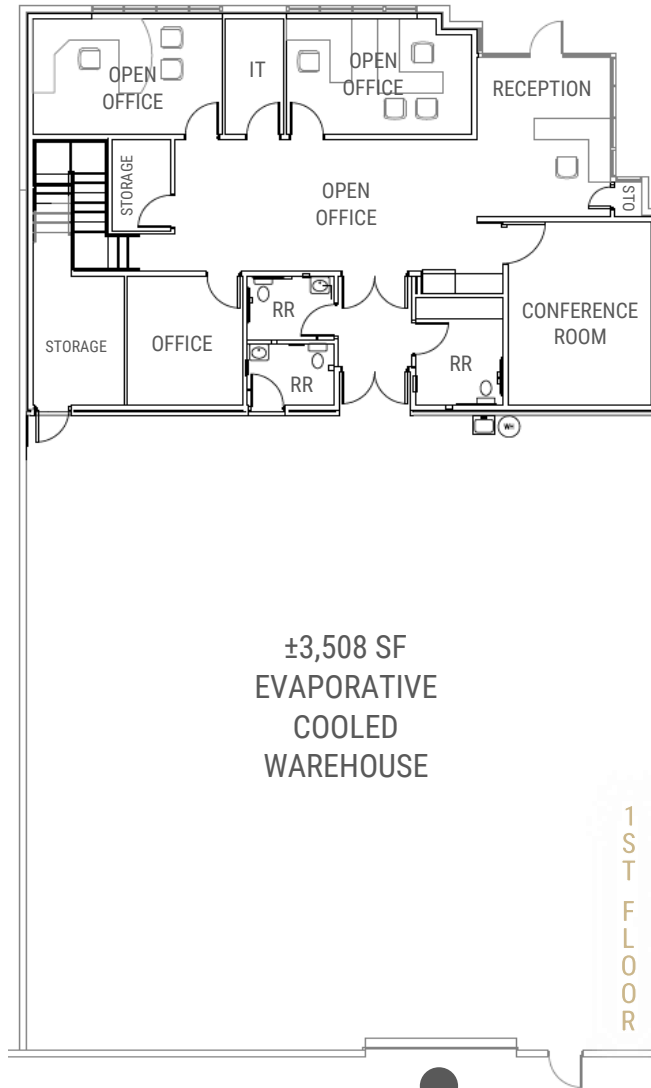 OPEN
OFFICE
IT
OPEN
OFFICE
RECEPTION
STORAGE
OPEN
OFFICE
STO
STORAGE
OFFICE
RR
RR
RR
CONFERENCE
ROOM
WH
±3,508 SF
EVAPORATIVE
COOLED
WAREHOUSE
1ST FLOOR